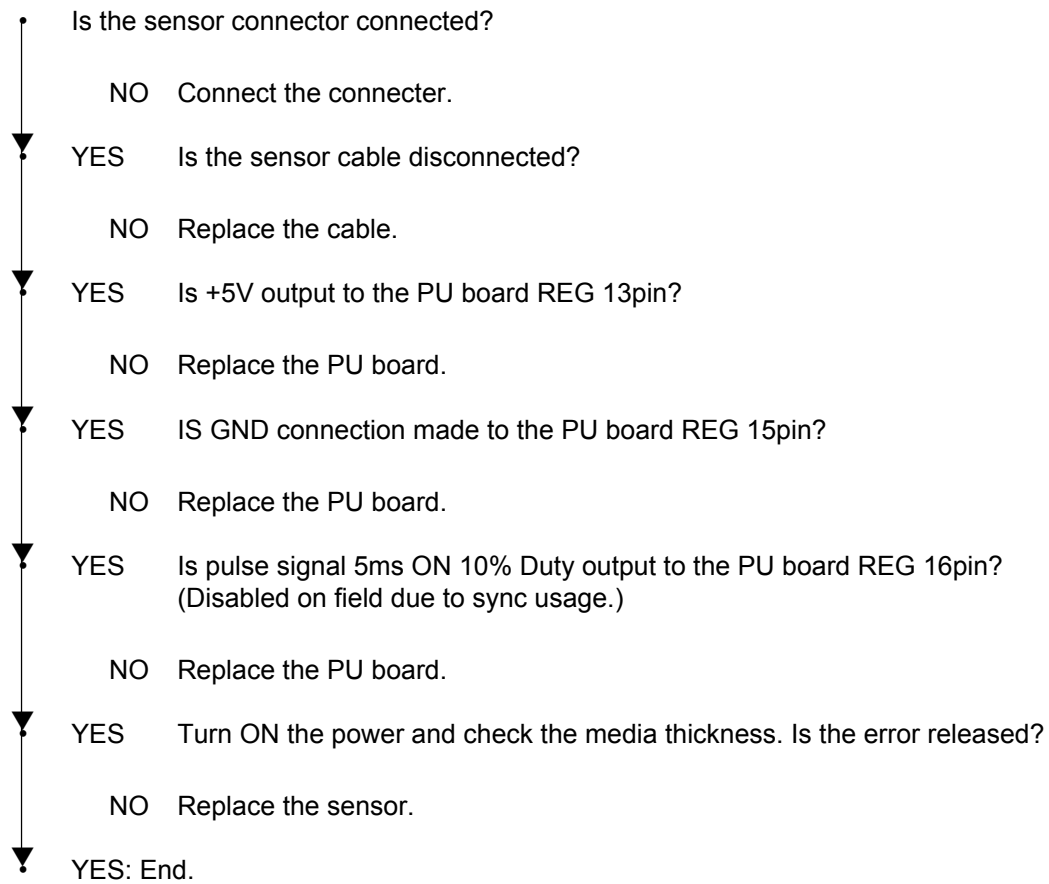 Is the sensor connector connected?
NO Connect the connecter.
YES Is the sensor cable disconnected?
NO Replace the cable.
YES Is +5V output to the PU board REG 13pin?
NO Replace the PU board.
YES IS GND connection made to the PU board REG 15pin?
NO Replace the PU board.
YES Is pulse signal 5ms ON 10% Duty output to the PU board REG 16pin?
(Disabled on field due to sync usage.)
NO Replace the PU board.
YES Turn ON the power and check the media thickness. Is the error released?
NO Replace the sensor.
YES: End.